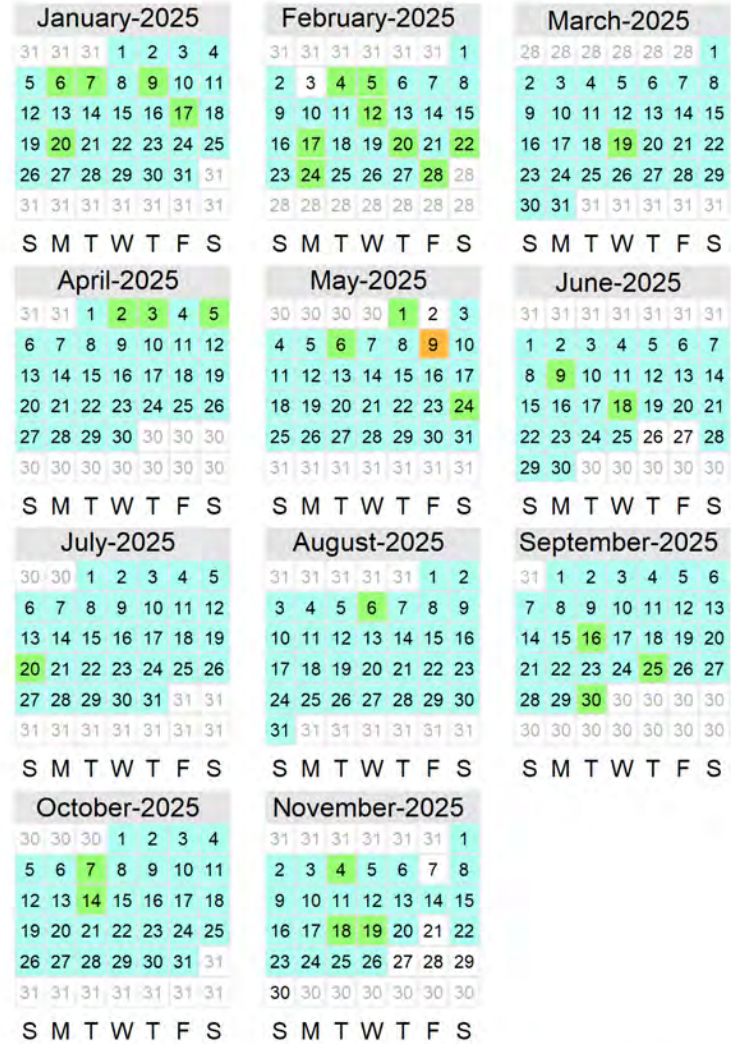 January-2025 February-2025 March-2025
31 31 31 1 2 3 4 31 31 31 31 31 31 1 28 28 28 28 28 28 1
5 6 7 8 9 10 11 2 3 4 5 6 7 8 2 3 4 5 6 7 8
12 13 14 15 16 17 18 9 10 11 12 13 14 15 9 10 11 12 13 14 15
19 20 21 22 23 24 25 16 17 18 19 20 21 22 16 17 18 19 20 21 22
26 27 28 29 30 31 31 23 24 25 26 27 28 28 23 24 25 26 27 28 29
31 31 31 31 31 31 31 28 28 28 28 28 28 28 30 31 31 31 31 31 31
S M T W T F S S M T W T F S S M T W T F S
April-2025 May-2025 June-2025
31 31 1 2 3 4 5 30 30 30 30 1 2 3 31 31 31 31 31 31 31
6 7 8 9 10 11 12 4 5 6 7 8 9 10 1 2 3 4 5 6 7
13 14 15 16 17 18 19 11 12 13 14 15 16 17 8 9 10 11 12 13 14
20 21 22 23 24 25 26 18 19 20 21 22 23 24 15 16 17 18 19 20 21
27 28 29 30 30 30 30 25 26 27 28 29 30 31 22 23 24 25 26 27 28
30 30 30 30 30 30 30 31 31 31 31 31 31 31 29 30 30 30 30 30 30
S M T W T F S S M T W T F S S M T W T F S
July-2025 August-2025 September-2025
30 30 1 2 3 4 5 31 31 31 31 31 1 2 31 1 2 3 4 5 6
6 7 8 9 10 11 12 3 4 5 6 7 8 9 7 8 9 10 11 12 13
13 14 15 16 17 18 19 10 11 12 13 14 15 16 14 15 16 17 18 19 20
20 21 22 23 24 25 26 17 18 19 20 21 22 23 21 22 23 24 25 26 27
27 28 29 30 31 31 31 24 25 26 27 28 29 30 28 29 30 30 30 30 30
31 31 31 31 31 31 31 31 31 31 31 31 31 31 30 30 30 30 30 30 30
S M T W T F S S M T W T F S S M T W T F S
October-2025 November-2025
30 30 30 1 2 3 4 31 31 31 31 31 31 1
5 6 7 8 9 10 11 2 3 4 5 6 7 8
12 13 14 15 16 17 18 9 10 11 12 13 14 15
19 20 21 22 23 24 25 16 17 18 19 20 21 22
26 27 28 29 30 31 31 23 24 25 26 27 28 29
31 31 31 31 31 31 31 30 30 30 30 30 30 30
S M T W T F S S M T W T F S